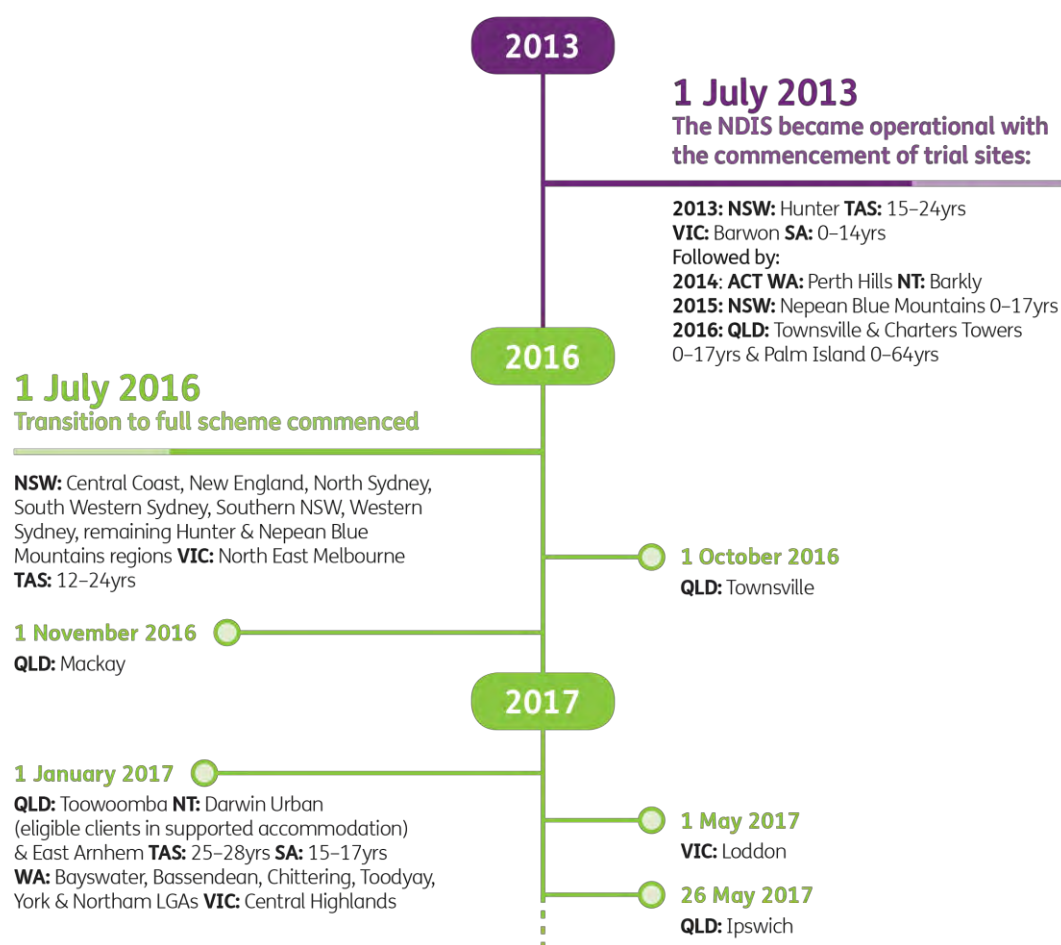 2013
1 July 2013
The NDIS became operational with
the commencement of trial sites:
2013: NSW: Hunter TAS: 15–24yrs
VIC: Barwon SA: 0–14yrs
Followed by:
2014: ACT WA: Perth Hills NT: Barkly
2015: NSW: Nepean Blue Mountains 0–17yrs
2016: QLD: Townsville & Charters Towers
0–17yrs & Palm Island 0–64yrs
2016
1 July 2016
Transition to full scheme commenced
NSW: Central Coast, New England, North Sydney,
South Western Sydney, Southern NSW, Western
Sydney, remaining Hunter & Nepean Blue
Mountains regions VIC: North East Melbourne
TAS: 12–24yrs
1 October 2016
QLD: Townsville
1 November 2016
QLD: Mackay
2017
1 January 2017
QLD: Toowoomba NT: Darwin Urban
(eligible clients in supported accommodation)
& East Arnhem TAS: 25–28yrs SA: 15–17yrs
WA: Bayswater, Bassendean, Chittering, Toodyay,
York & Northam LGAs VIC: Central Highlands
1 May 2017
VIC: Loddon
26 May 2017
QLD: Ipswich